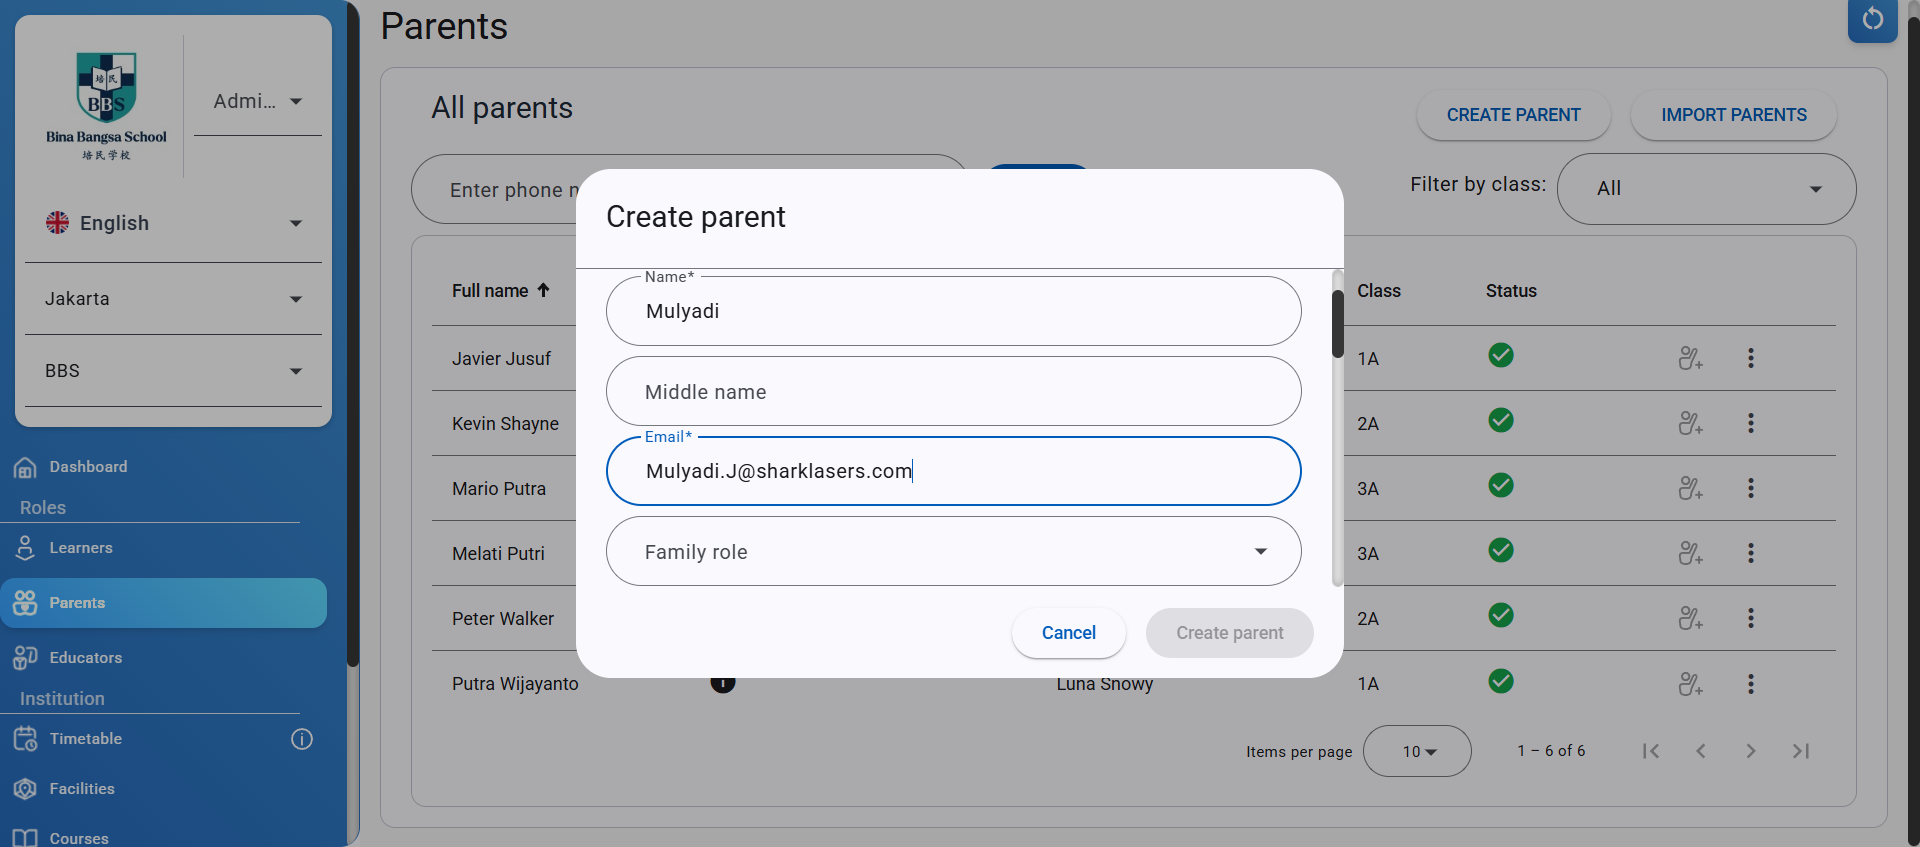 培 民
BBS
Bina Bangsa School
培 民 学 校
Admi...
English
Jakarta
BBS
Dashboard
Roles
Learners
Parents
Educators
Institution
Timetable
Facilities
Courses
Parents
All parents
CREATE PARENT
IMPORT PARENTS
Enter phone n
Filter by class:
All
Full name
Class
Status
Javier Jusuf
1A
Kevin Shayne
2A
Mario Putra
3A
Melati Putri
3A
Peter Walker
2A
Putra Wijayanto
Luna Snowy
1A
Items per page
10
1 – 6 of 6
Create parent
Name*
Mulyadi
Middle name
Email*
Mulyadi.J@sharklasers.com
Family role
Cancel
Create parent